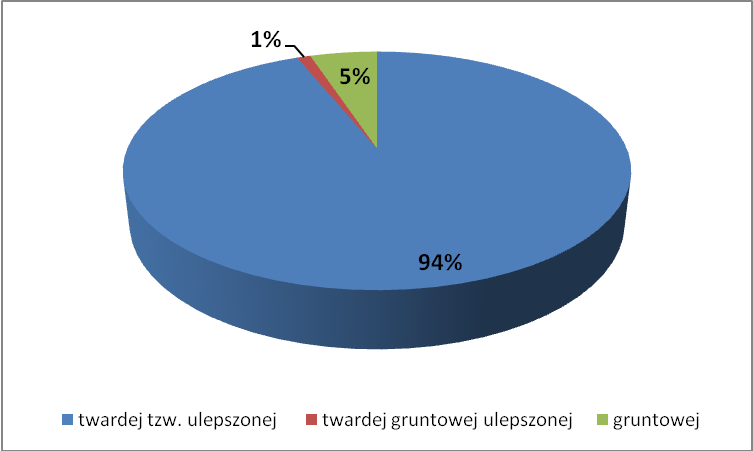 1%
5%
94%
twardej tzw. ulepszonej
twardej gruntowej ulepszonej
gruntowej